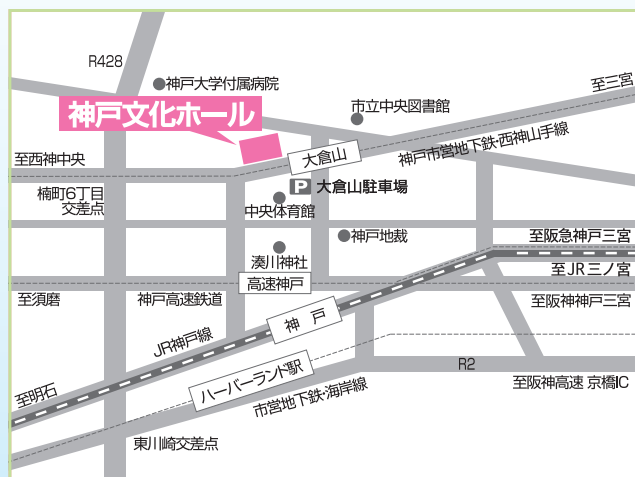 R428
神戸大学付属病院
至三宮
神戸文化ホール
市立中央図書館
至西神中央
大倉山
神戸市営地下鉄・西神山手線
楠町6丁目
交差点
P 大倉山駐車場
中央体育館
神戸地裁
至阪急神戸三宮
湊川神社
至JR三ノ宮
高速神戸
至須磨
神戸高速鉄道
至阪神神戸三宮
神戸
JR神戸線
R2
ハーバーランド駅
至明石
市営地下鉄・海岸線
至阪神高速 京橋IC
東川崎交差点